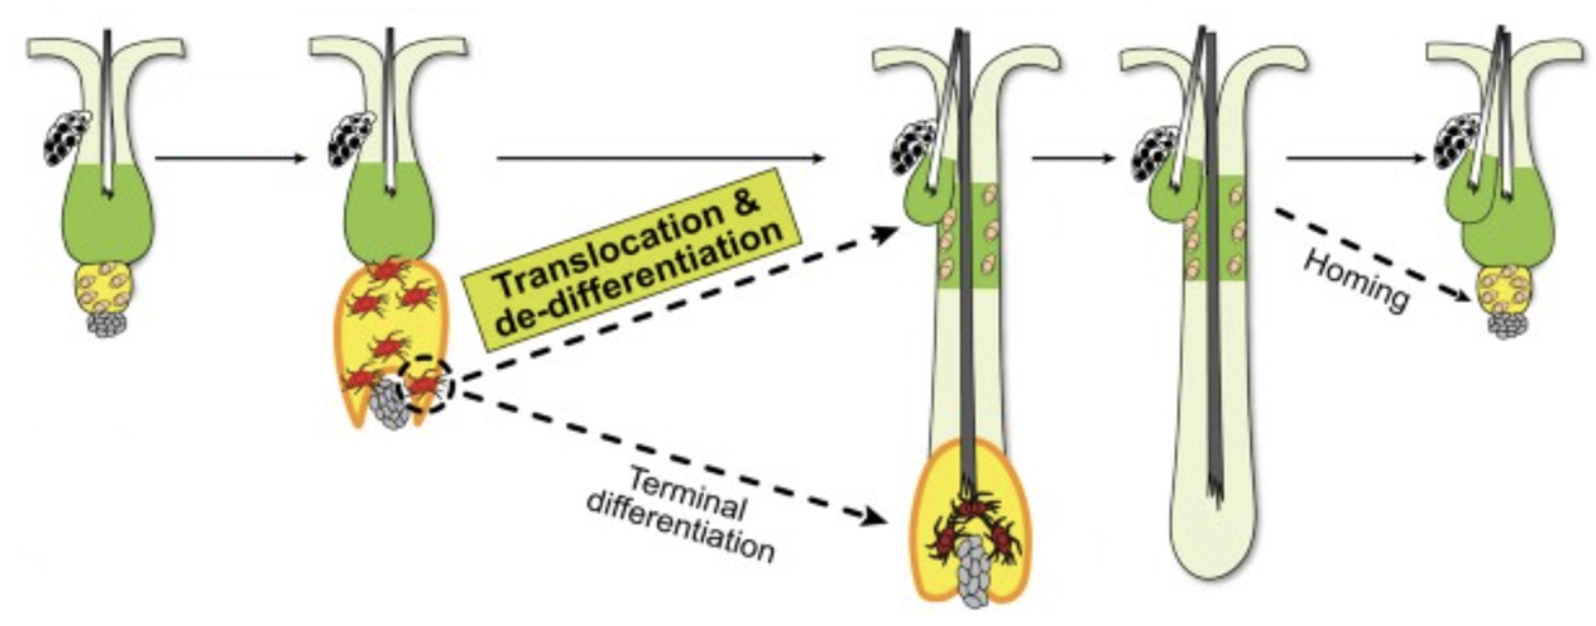 Translocation &
de-differentiation
Homing
Terminal
differentiation